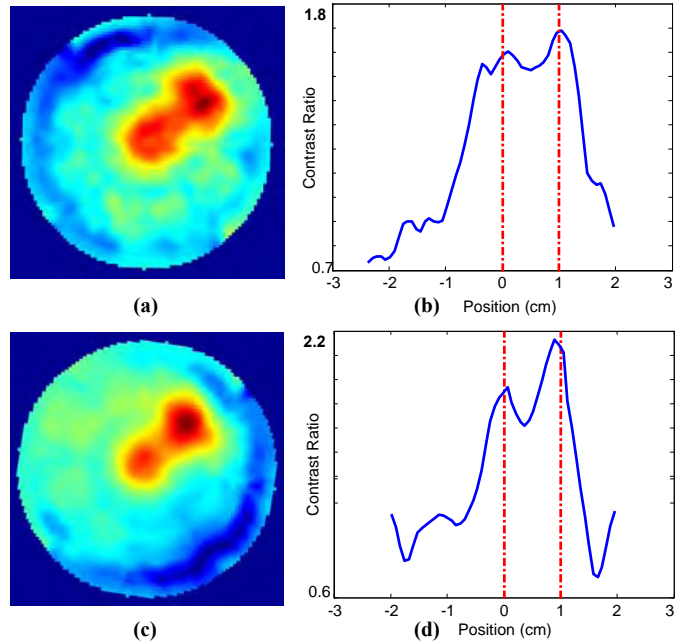 1.8
Contrast Ratio
0.7
-3 -2 -1 0 1 2 3
(a) (b) Position (cm)
2.2
Contrast Ratio
0.6
-3 -2 -1 0 1 2 3
(c) (d) Position (cm)